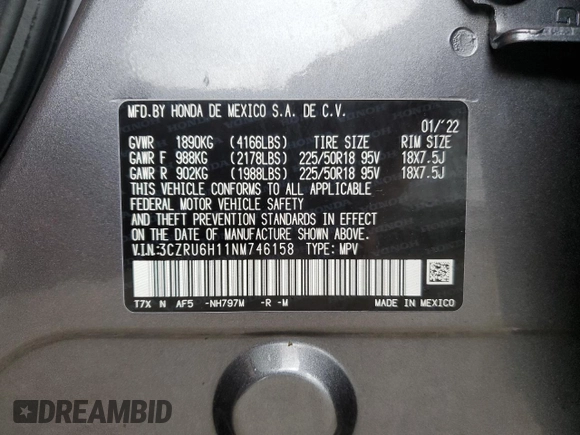 MFD.BY HONDA DE MEXICO S.A. DE C.V.
01/'22
GVWR 1890KG (4166LBS) TIRE SIZE RIM SIZE
GAWR F 988KG (2178LBS) 225/50R18 95V 18X7.5J
GAWR R 902KG (1988LBS) 225/50R18 95V 18X7.5J
THIS VEHICLE CONFORMS TO ALL APPLICABLE
FEDERAL MOTOR VEHICLE SAFETY
AND THEFT PREVENTION STANDARDS IN EFFECT
ON THE DATE OF MANUFACTURE SHOWN ABOVE.
V.I.N:3CZRU6H11NM746158 TYPE: MPV
T7X N AF5 -NH797M -R -M MADE IN MEXICO
DREAMBID